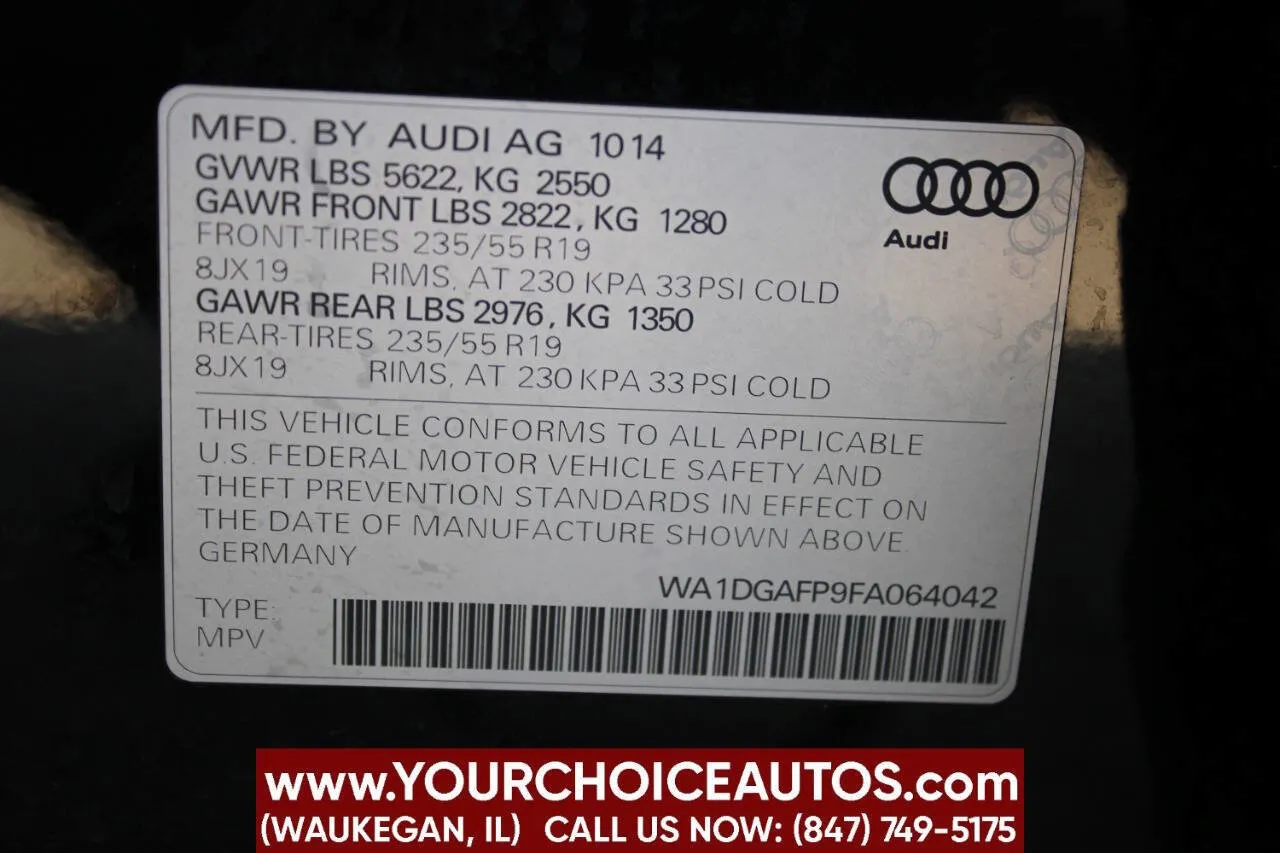 MFD. BY AUDI AG 1014
GVWR LBS 5622, KG 2550
GAWR FRONT LBS 2822, KG 1280
FRONT-TIRES 235/55 R19
8JX19 RIMS, AT 230 KPA 33 PSI COLD
GAWR REAR LBS 2976, KG 1350
REAR-TIRES 235/55 R19
8JX19 RIMS, AT 230 KPA 33 PSI COLD
Audi
THIS VEHICLE CONFORMS TO ALL APPLICABLE
U.S. FEDERAL MOTOR VEHICLE SAFETY AND
THEFT PREVENTION STANDARDS IN EFFECT ON
THE DATE OF MANUFACTURE SHOWN ABOVE.
GERMANY
WA1DGAFP9FA064042
TYPE:
MPV
www.YOURCHOICEAUTOS.com
(WAUKEGAN, IL) CALL US NOW: (847) 749-5175